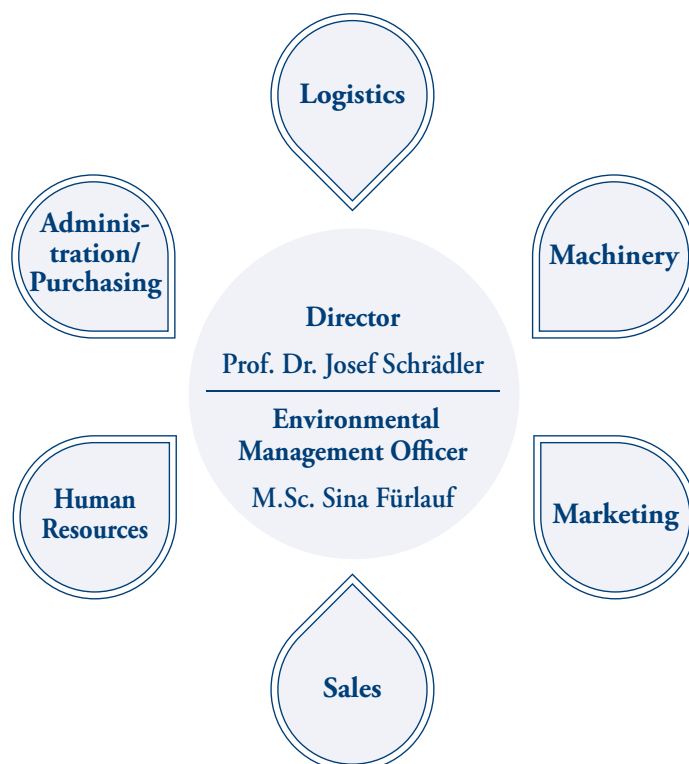 Logistics
Adminis-
tration/
Purchasing
Machinery
Director
Prof. Dr. Josef Schrädler
Environmental
Management Officer
M.Sc. Sina Fürlauf
Human
Resources
Marketing
Sales